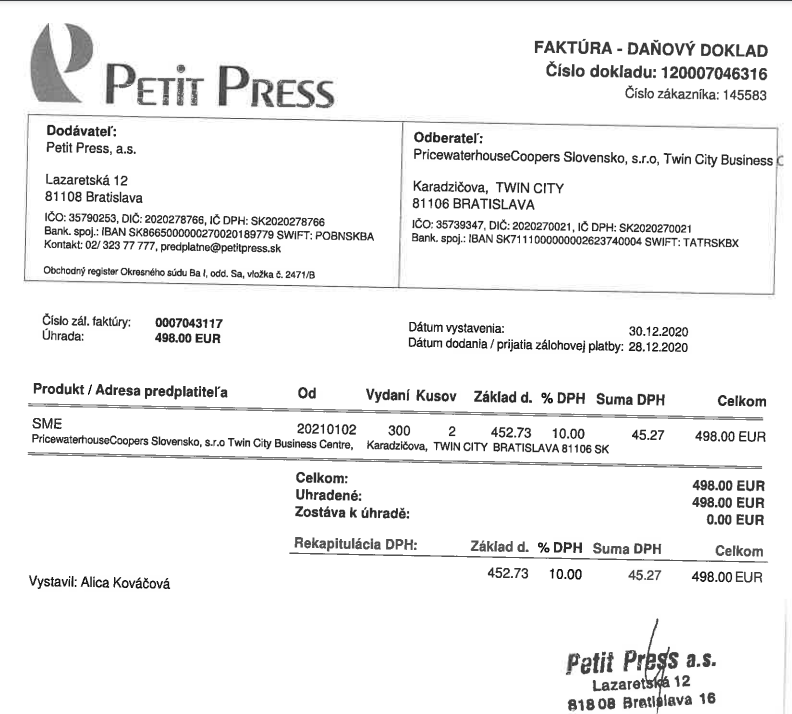 PETIT PRESS
FAKTÚRA - DAŇOVÝ DOKLAD
Číslo dokladu: 120007046316
Číslo zákazníka: 145583
Dodávateľ:
Petit Press, a.s.
Lazaretská 12
81108 Bratislava
IČO: 35790253, DIČ: 2020278766, IČ DPH: SK2020278766
Bank. spoj.: IBAN SK8665000000270020189779 SWIFT: POBNSKBA
Kontakt: 02/ 323 77 777, predplatne@petitpress.sk
Obchodný register Okresného súdu Ba I, odd. Sa, vložka č. 2471/B
Odberateľ:
PricewaterhouseCoopers Slovensko, s.r.o, Twin City Business C
Karadzičova, TWIN CITY
81106 BRATISLAVA
IČO: 35739347, DIČ: 2020270021, IČ DPH: SK2020270021
Bank. spoj.: IBAN SK7111000000002623740004 SWIFT: TATRSKBX
Číslo zál. faktúry: 0007043117
Úhrada: 498.00 EUR
Dátum vystavenia: 30.12.2020
Dátum dodania / prijatia zálohovej platby: 28.12.2020
Produkt / Adresa predplatiteľa Od Vydaní Kusov Základ d. % DPH Suma DPH Celkom
SME 20210102 300 2 452.73 10.00 45.27 498.00 EUR
PricewaterhouseCoopers Slovensko, s.r.o Twin City Business Centre, Karadzičova, TWIN CITY BRATISLAVA 81106 SK
Celkom: 498.00 EUR
Uhradené: 498.00 EUR
Zostáva k úhradě: 0.00 EUR
Rekapitulácia DPH: Základ d. % DPH Suma DPH Celkom
452.73 10.00 45.27 498.00 EUR
Vystavil: Alica Kováčová
Petit Press a.s.
Lazaretská 12
818 08 Bratislava 16